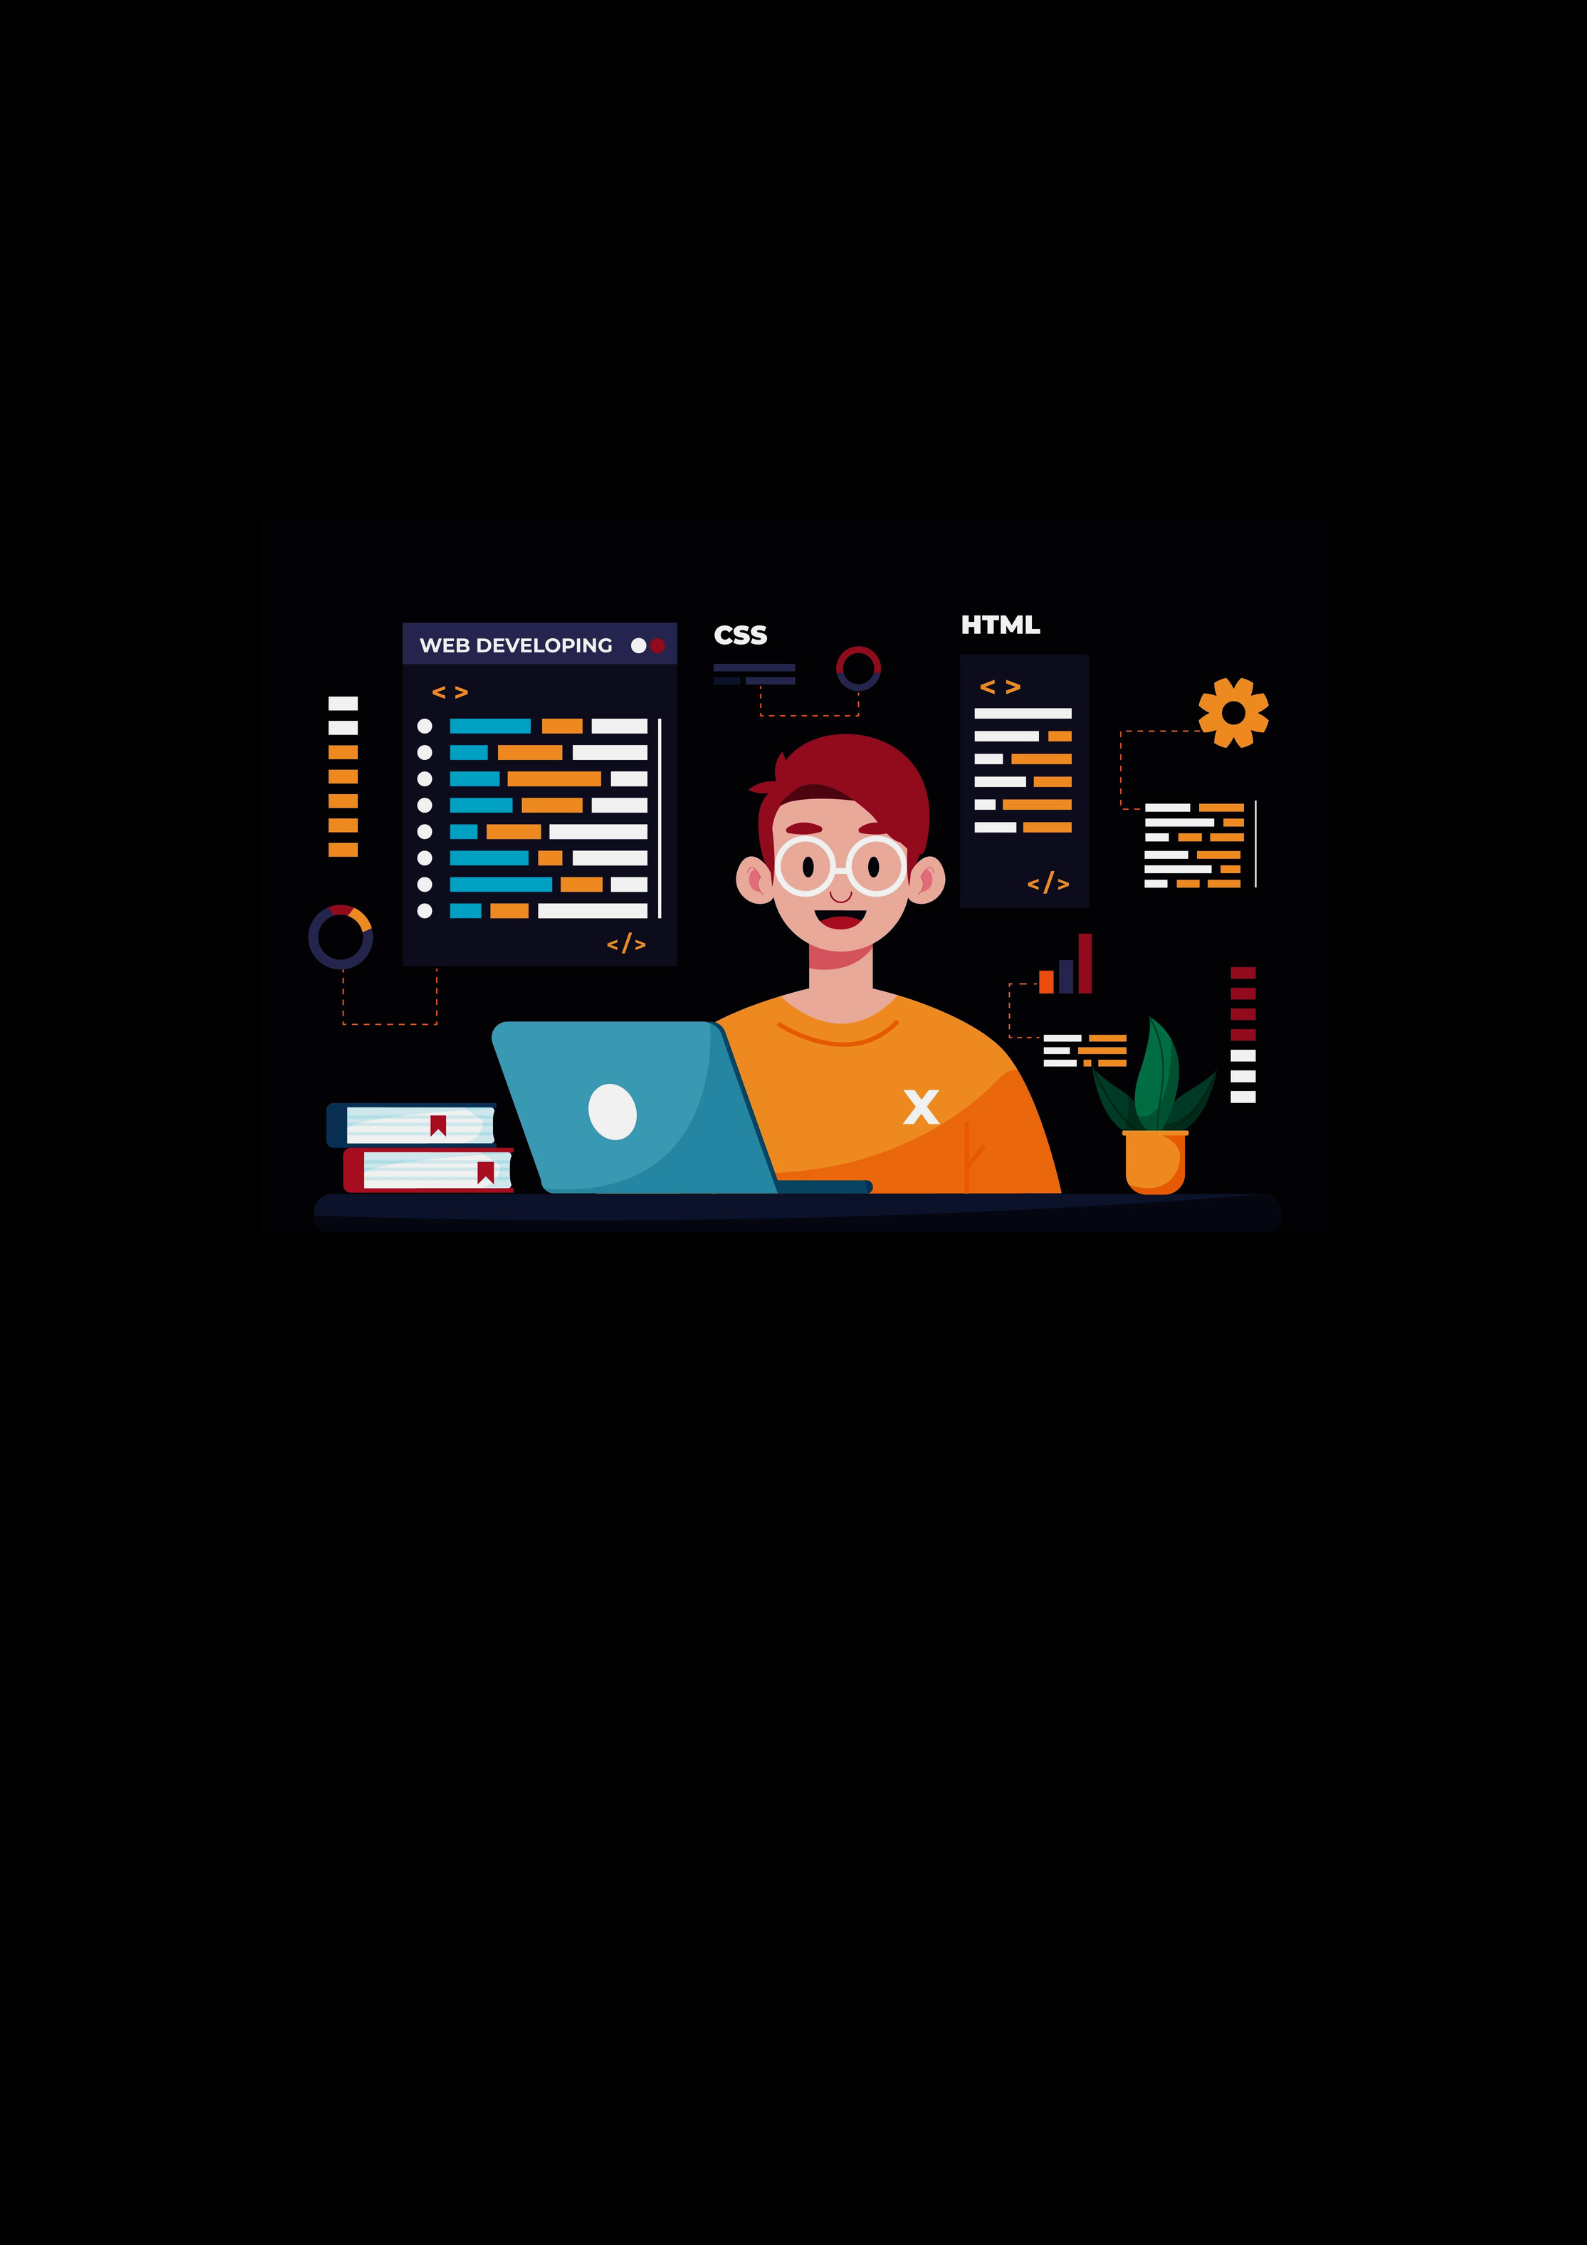 WEB DEVELOPING
< >
</>
CSS
HTML
< >
</>
X